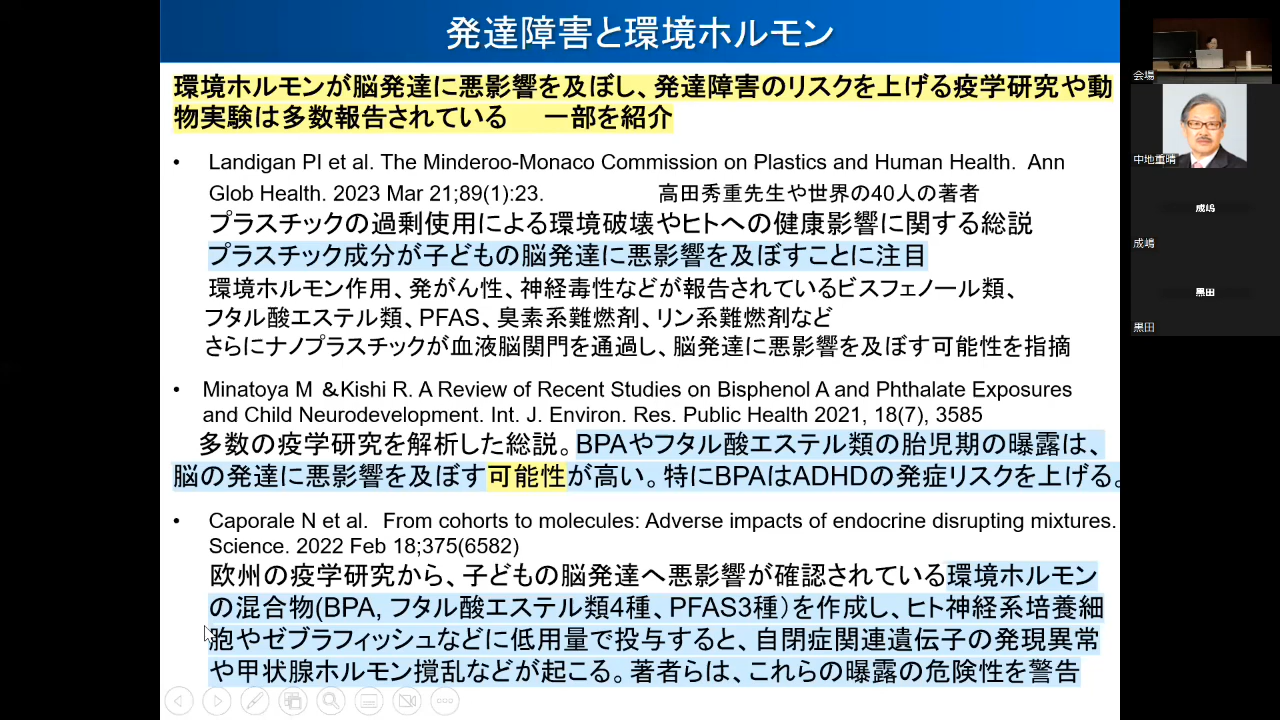 発達障害と環境ホルモン
環境ホルモンが脳発達に悪影響を及ぼし、発達障害のリスクを上げる疫学研究や動
物実験は多数報告されている　一部を紹介
• Landigan PI et al. The Minderoo-Monaco Commission on Plastics and Human Health. Ann
Glob Health. 2023 Mar 21;89(1):23.　高田秀重先生や世界の40人の著者
プラスチックの過剰使用による環境破壊やヒトへの健康影響に関する総説
プラスチック成分が子どもの脳発達に悪影響を及ぼすことに注目
環境ホルモン作用、発がん性、神経毒性などが報告されているビスフェノール類、
フタル酸エステル類、PFAS、臭素系難燃剤、リン系難燃剤など
さらにナノプラスチックが血液脳関門を通過し、脳発達に悪影響を及ぼす可能性を指摘
• Minatoya M ＆Kishi R. A Review of Recent Studies on Bisphenol A and Phthalate Exposures
and Child Neurodevelopment. Int. J. Environ. Res. Public Health 2021, 18(7), 3585
多数の疫学研究を解析した総説。BPAやフタル酸エステル類の胎児期の曝露は、
脳の発達に悪影響を及ぼす可能性が高い。特にBPAはADHDの発症リスクを上げる。
• Caporale N et al. From cohorts to molecules: Adverse impacts of endocrine disrupting mixtures.
Science. 2022 Feb 18;375(6582)
欧州の疫学研究から、子どもの脳発達へ悪影響が確認されている環境ホルモン
の混合物(BPA, フタル酸エステル類4種、PFAS3種）を作成し、ヒト神経系培養細
胞やゼブラフィッシュなどに低用量で投与すると、自閉症関連遺伝子の発現異常
や甲状腺ホルモン撹乱などが起こる。著者らは、これらの曝露の危険性を警告
会場
中地重晴
成嶋
成嶋
黒田
黒田